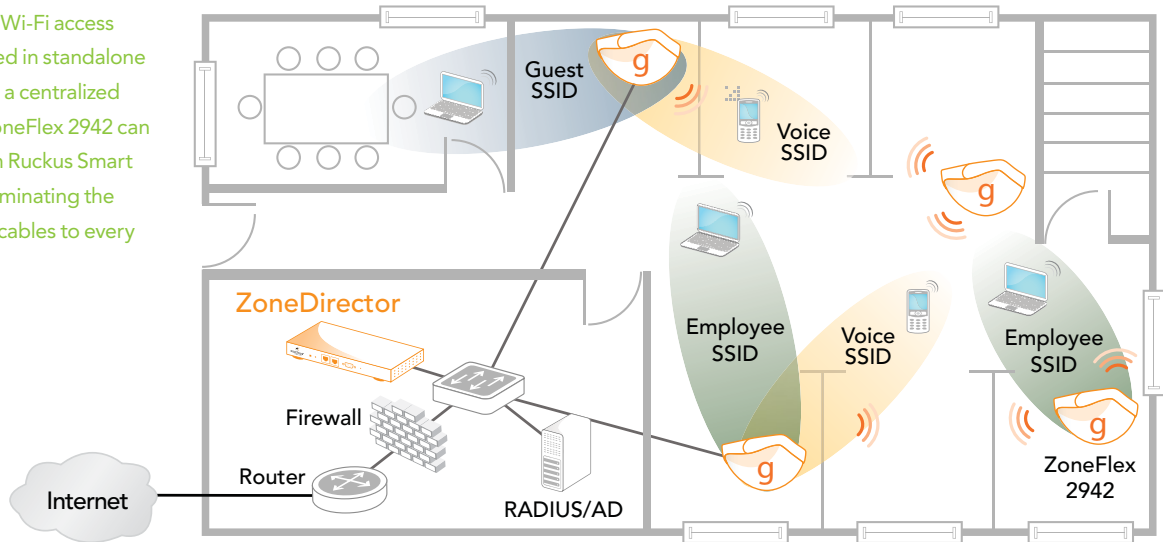 Wi-Fi access
ed in standalone
a centralized
oneFlex 2942 can
n Ruckus Smart
minating the
cables to every
Guest
SSID
g
Voice
SSID
g
ZoneDirector
Employee
SSID
Voice
SSID
Employee
SSID
Firewall
Router
Internet
RADIUS/AD
g
g
ZoneFlex
2942